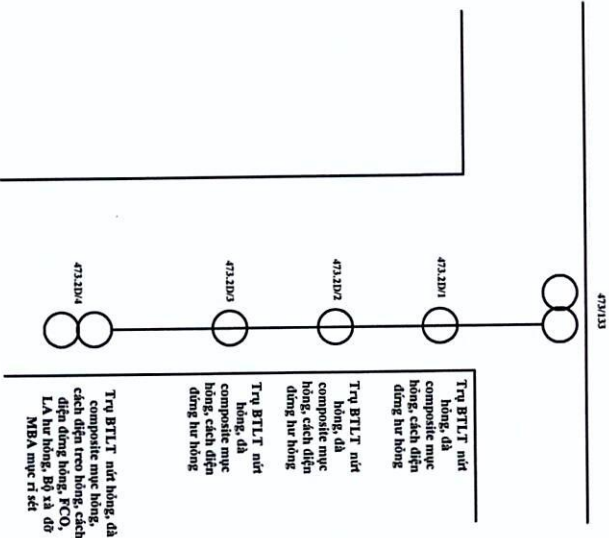 473/133
473.2D/1
Trụ BTLT nứt
hỏng, đà
composite mục
hỏng, cách điện
đứng hư hỏng
473.2D/2
Trụ BTLT nứt
hỏng, đà
composite mục
hỏng, cách điện
đứng hư hỏng
473.2D/3
Trụ BTLT nứt
hỏng, đà
composite mục
hỏng, cách điện
đứng hư hỏng
473.2D/4
Trụ BTLT nứt hỏng, đà
composite mục hỏng,
cách điện treo hỏng, cách
điện đứng hỏng, FCO,
LA hư hỏng, Bộ xà đỡ
MBA mục rỉ sét